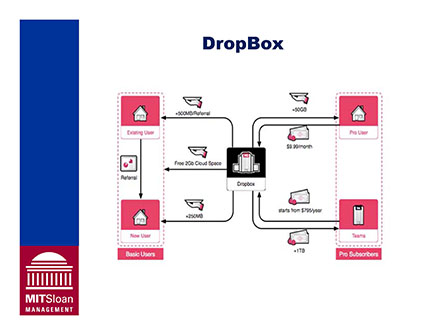 DropBox
+500MB/Referral
+50GB
Existing User
Pro User
$9.99/month
Free 2Gb Cloud Space
Referral
Dropbox
starts from $795/year
+250MB
New User
Teams
+1TB
Basic Users
Pro Subscribers
MITSloan
MANAGEMENT